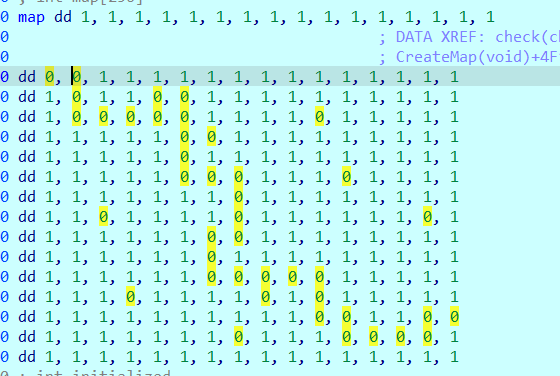 0 map dd 1, 1, 1, 1, 1, 1, 1, 1, 1, 1, 1, 1, 1, 1, 1, 1
0 ; DATA XREF: check(ch
0 ; CreateMap(void)+4F
0 dd 0, 0, 1, 1, 1, 1, 1, 1, 1, 1, 1, 1, 1, 1, 1, 1
0 dd 1, 0, 1, 1, 0, 0, 1, 1, 1, 1, 1, 1, 1, 1, 1, 1
0 dd 1, 0, 0, 0, 0, 0, 1, 1, 1, 1, 0, 1, 1, 1, 1, 1
0 dd 1, 1, 1, 1, 1, 0, 0, 1, 1, 1, 1, 1, 1, 1, 1, 1
0 dd 1, 1, 1, 1, 1, 0, 1, 1, 1, 1, 1, 1, 1, 1, 1, 1
0 dd 1, 1, 1, 1, 1, 0, 0, 0, 1, 1, 1, 0, 1, 1, 1, 1
0 dd 1, 1, 1, 1, 1, 1, 1, 0, 1, 1, 1, 1, 1, 1, 1, 1
0 dd 1, 1, 0, 1, 1, 1, 1, 0, 1, 1, 1, 1, 1, 1, 0, 1
0 dd 1, 1, 1, 1, 1, 1, 0, 0, 1, 1, 1, 1, 1, 1, 1, 1
0 dd 1, 1, 1, 1, 1, 1, 0, 1, 1, 1, 1, 1, 1, 1, 1, 1
0 dd 1, 1, 1, 1, 1, 1, 0, 0, 0, 0, 0, 1, 1, 1, 1, 1
0 dd 1, 1, 1, 0, 1, 1, 1, 1, 0, 1, 0, 1, 1, 1, 1, 1
0 dd 1, 1, 1, 1, 1, 1, 1, 1, 1, 1, 0, 0, 1, 1, 0, 0
0 dd 1, 1, 1, 1, 1, 1, 1, 0, 1, 1, 1, 0, 0, 0, 0, 1
0 dd 1, 1, 1, 1, 1, 1, 1, 1, 1, 1, 1, 1, 1, 1, 1, 1